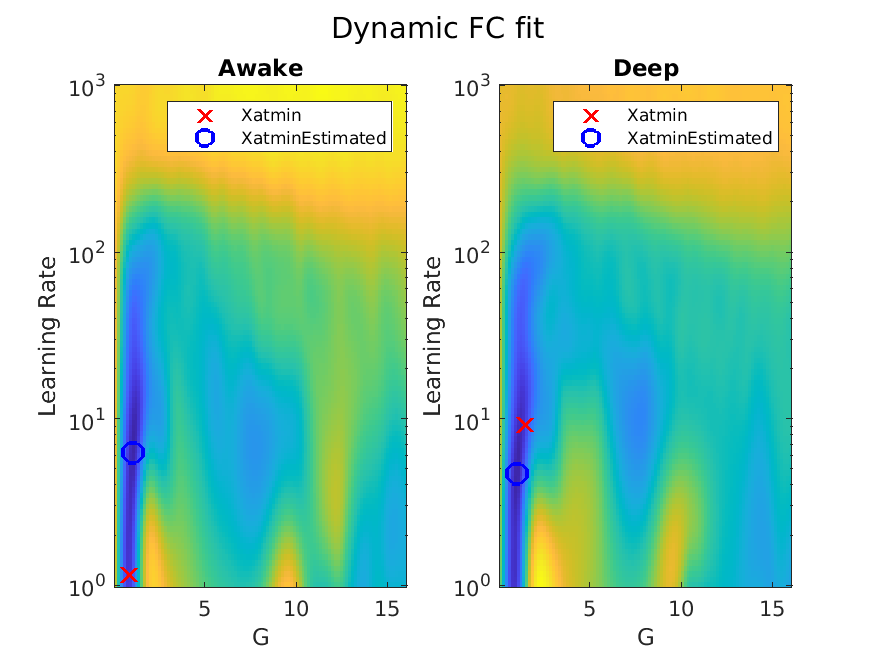 Dynamic FC fit
Awake
Xatmin
XatminEstimated
Learning Rate
10^3
10^2
10^1
10^0
5
10
15
G
Deep
Xatmin
XatminEstimated
Learning Rate
10^3
10^2
10^1
10^0
5
10
15
G